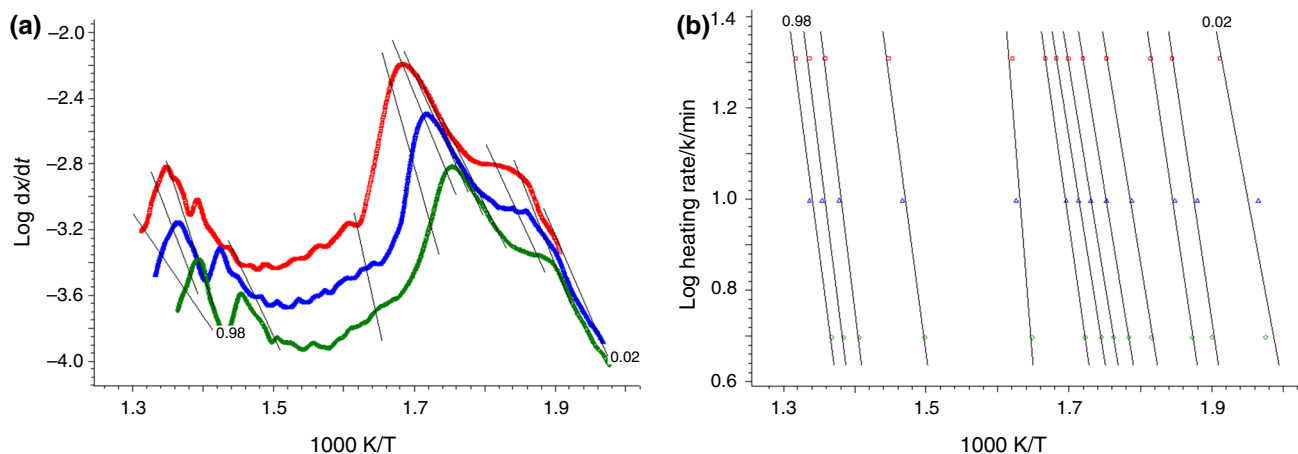 (a)
−2.0
−2.4
−2.8
−3.2
−3.6
−4.0
Log dx/dt
0.98
0.02
1.3 1.5 1.7 1.9
1000 K/T
(b)
1.4
1.2
1.0
0.8
0.6
Log heating rate/k/min
0.98
0.02
1.3 1.5 1.7 1.9
1000 K/T